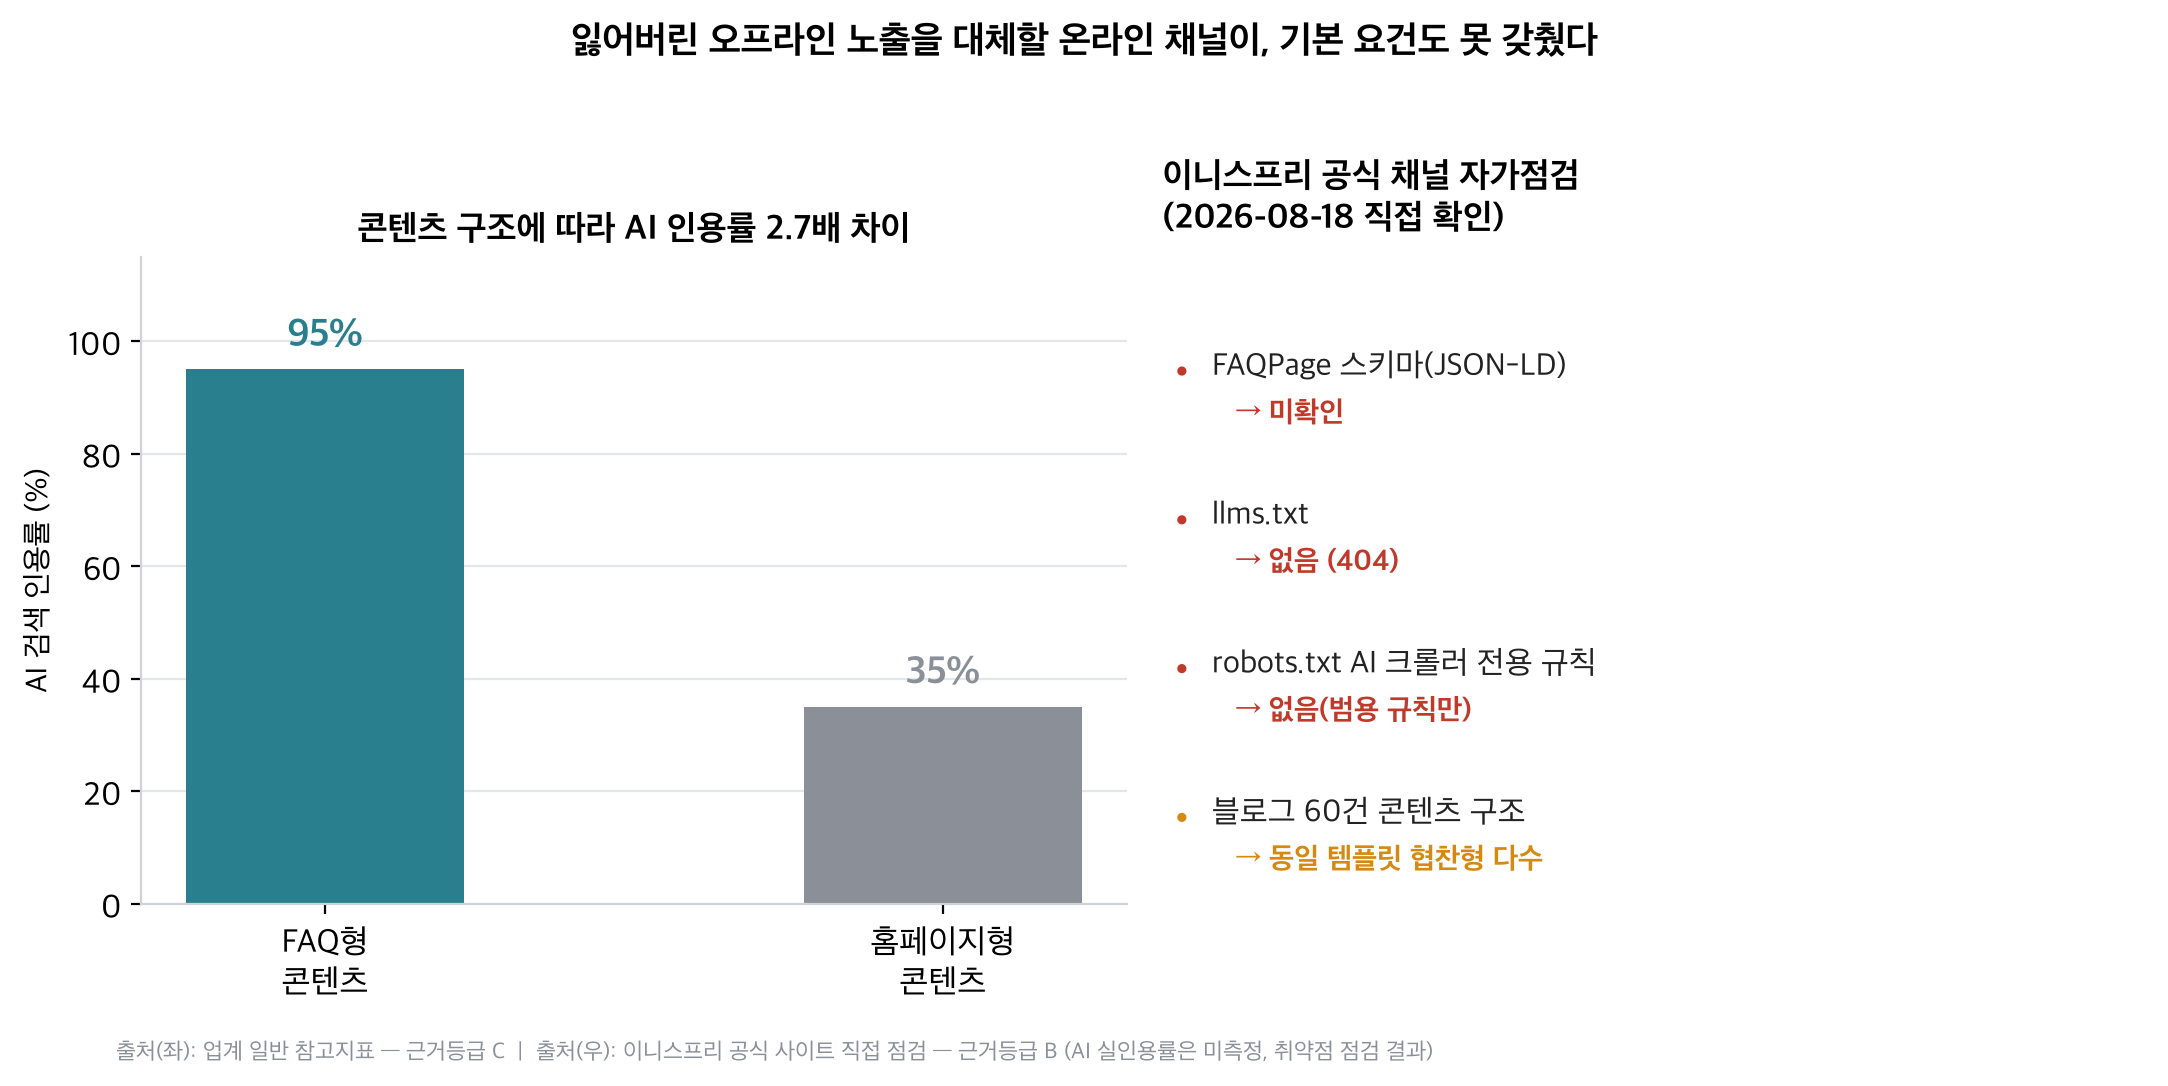 잃어버린 오프라인 노출을 대체할 온라인 채널이, 기본 요건도 못 갖췄다
콘텐츠 구조에 따라 AI 인용률 2.7배 차이
AI 검색 인용률 (%)
100
80
60
40
20
0
95%
35%
FAQ형
콘텐츠
홈페이지형
콘텐츠
이니스프리 공식 채널 자가점검
(2026-08-18 직접 확인)
• FAQPage 스키마(JSON-LD)
→ 미확인
• llms.txt
→ 없음 (404)
• robots.txt AI 크롤러 전용 규칙
→ 없음(범용 규칙만)
• 블로그 60건 콘텐츠 구조
→ 동일 템플릿 협찬형 다수
출처(좌): 업계 일반 참고지표 — 근거등급 C | 출처(우): 이니스프리 공식 사이트 직접 점검 — 근거등급 B (AI 실인용률은 미측정, 취약점 점검 결과)